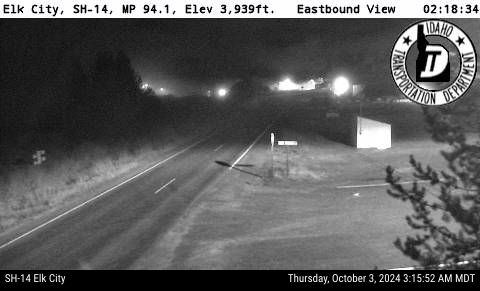 Elk City, SH-14, MP 94.1, Elev 3,939ft. Eastbound View 02:18:34
IDAHO
TRANSPORTATION DEPARTMENT
SH-14 Elk City Thursday, October 3, 2024 3:15:52 AM MDT